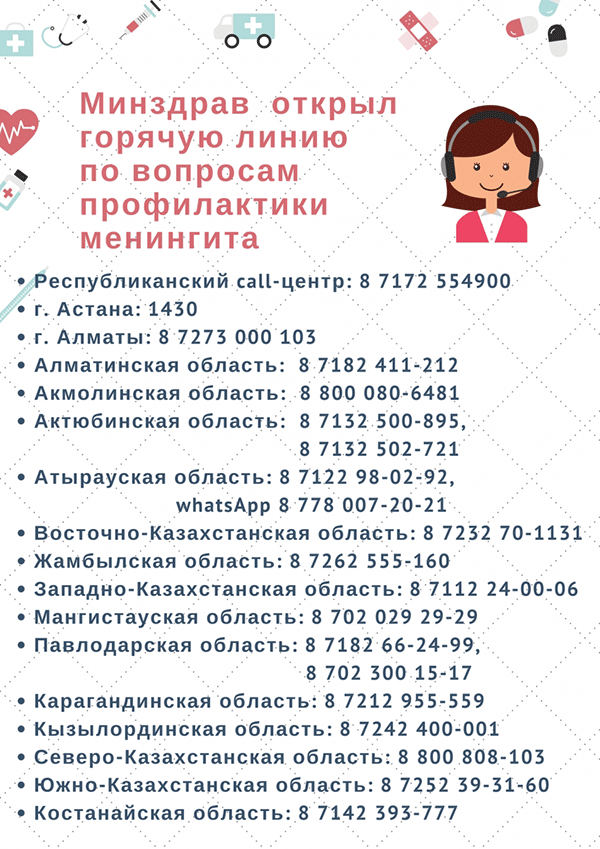 Минздрав открыл
горячую линию
по вопросам
профилактики
менингита
• Республиканский call-центр: 8 7172 554900
• г. Астана: 1430
• г. Алматы: 8 7273 000 103
• Алматинская область: 8 7182 411-212
• Акмолинская область: 8 800 080-6481
• Актюбинская область: 8 7132 500-895,
8 7132 502-721
• Атырауская область: 8 7122 98-02-92,
whatsApp 8 778 007-20-21
• Восточно-Казахстанская область: 8 7232 70-1131
• Жамбылская область: 8 7262 555-160
• Западно-Казахстанская область: 8 7112 24-00-06
• Мангистауская область: 8 702 029 29-29
• Павлодарская область: 8 7182 66-24-99,
8 702 300 15-17
• Карагандинская область: 8 7212 955-559
• Кызылординская область: 8 7242 400-001
• Северо-Казахстанская область: 8 800 808-103
• Южно-Казахстанская область: 8 7252 39-31-60
• Костанайская область: 8 7142 393-777